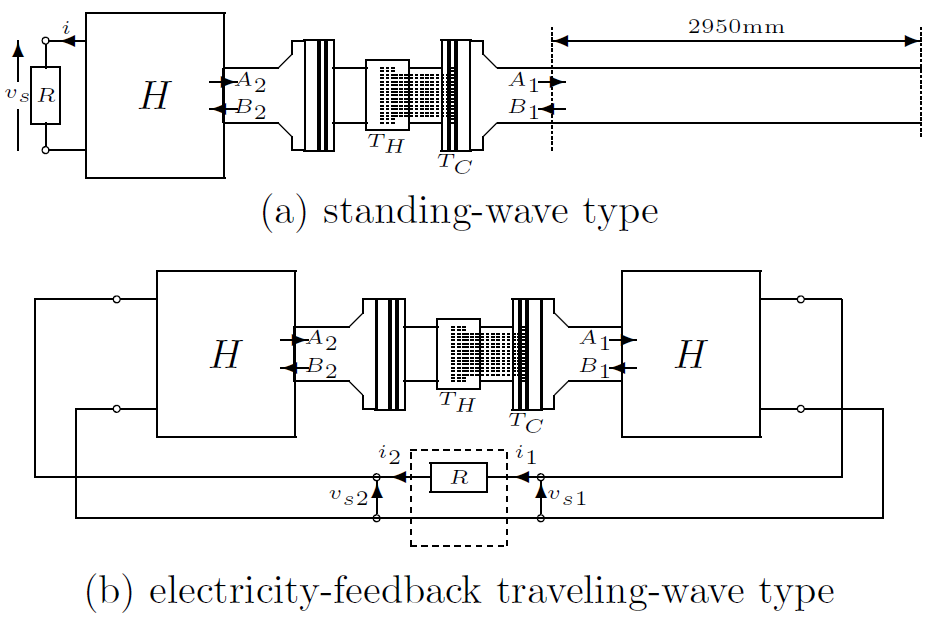 2950mm
i
v_s R H A_2 B_2 T_H T_C A_1 B_1
(a) standing-wave type
H A_2 B_2 T_H T_C A_1 B_1 H
i_2 R i_1
v_s2 v_s1
(b) electricity-feedback traveling-wave type